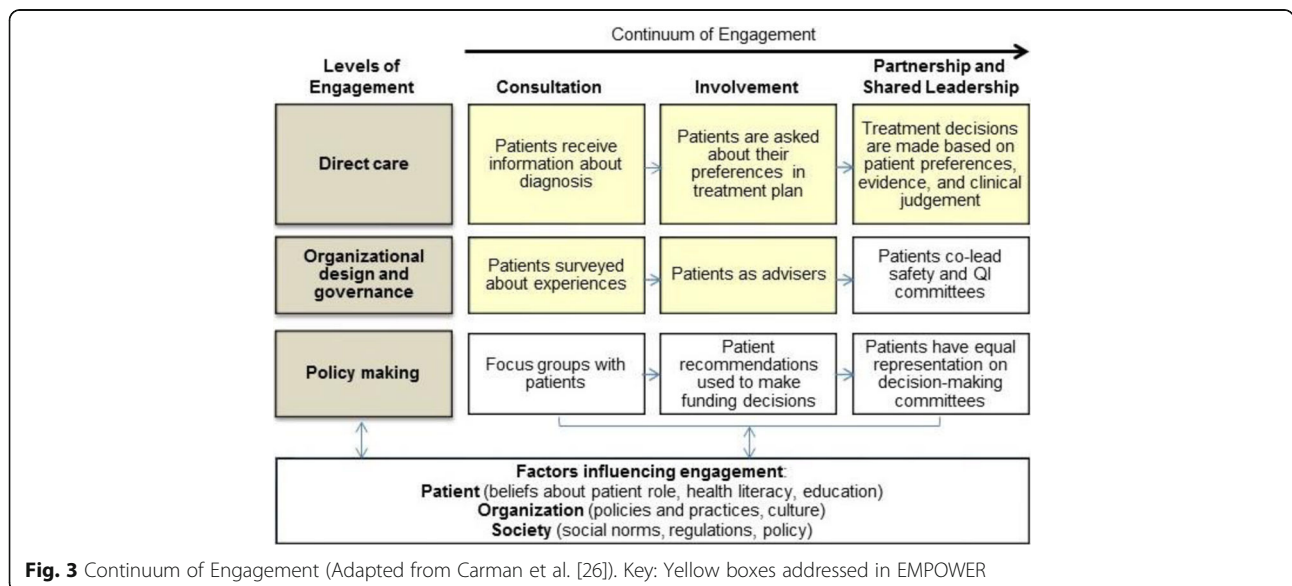 Continuum of Engagement
Levels of
Engagement
Consultation
Involvement
Partnership and
Shared Leadership
Direct care
Patients receive
information about
diagnosis
Patients are asked
about their
preferences in
treatment plan
Treatment decisions
are made based on
patient preferences,
evidence, and clinical
judgement
Organizational
design and
governance
Patients surveyed
about experiences
Patients as advisers
Patients co-lead
safety and QI
committees
Policy making
Focus groups with
patients
Patient
recommendations
used to make
funding decisions
Patients have equal
representation on
decision-making
committees
Factors influencing engagement:
Patient (beliefs about patient role, health literacy, education)
Organization (policies and practices, culture)
Society (social norms, regulations, policy)
Fig. 3 Continuum of Engagement (Adapted from Carman et al. [26]). Key: Yellow boxes addressed in EMPOWER